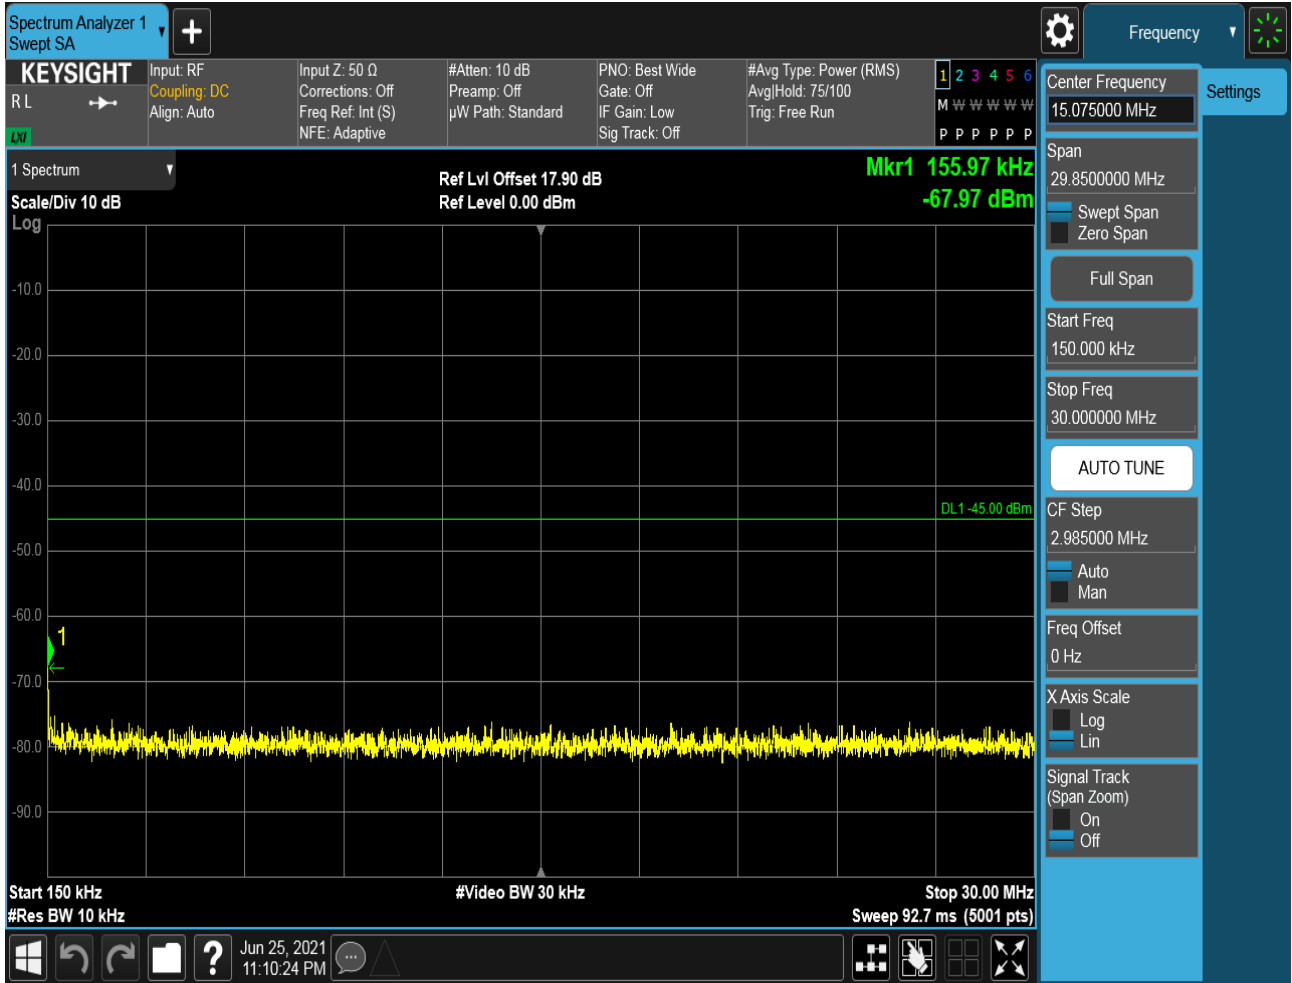 Spectrum Analyzer 1
Swept SA
Frequency
KEYSIGHT
R L
LXI
Input: RF
Coupling: DC
Align: Auto
Input Z: 50 Ω
Corrections: Off
Freq Ref: Int (S)
NFE: Adaptive
#Atten: 10 dB
Preamp: Off
µW Path: Standard
PNO: Best Wide
Gate: Off
IF Gain: Low
Sig Track: Off
#Avg Type: Power (RMS)
Avg|Hold: 75/100
Trig: Free Run
1 2 3 4 5 6
M W W W W W
P P P P P P
1 Spectrum
Scale/Div 10 dB
Log
Ref Lvl Offset 17.90 dB
Ref Level 0.00 dBm
Mkr1 155.97 kHz
-67.97 dBm
-10.0
-20.0
-30.0
-40.0
DL1 -45.00 dBm
-50.0
-60.0
1
-70.0
-80.0
-90.0
Start 150 kHz
#Video BW 30 kHz
Stop 30.00 MHz
#Res BW 10 kHz
Sweep 92.7 ms (5001 pts)
?
Jun 25, 2021
11:10:24 PM
Center Frequency
15.075000 MHz
Settings
Span
29.8500000 MHz
Swept Span
Zero Span
Full Span
Start Freq
150.000 kHz
Stop Freq
30.000000 MHz
AUTO TUNE
CF Step
2.985000 MHz
Auto
Man
Freq Offset
0 Hz
X Axis Scale
Log
Lin
Signal Track
(Span Zoom)
On
Off